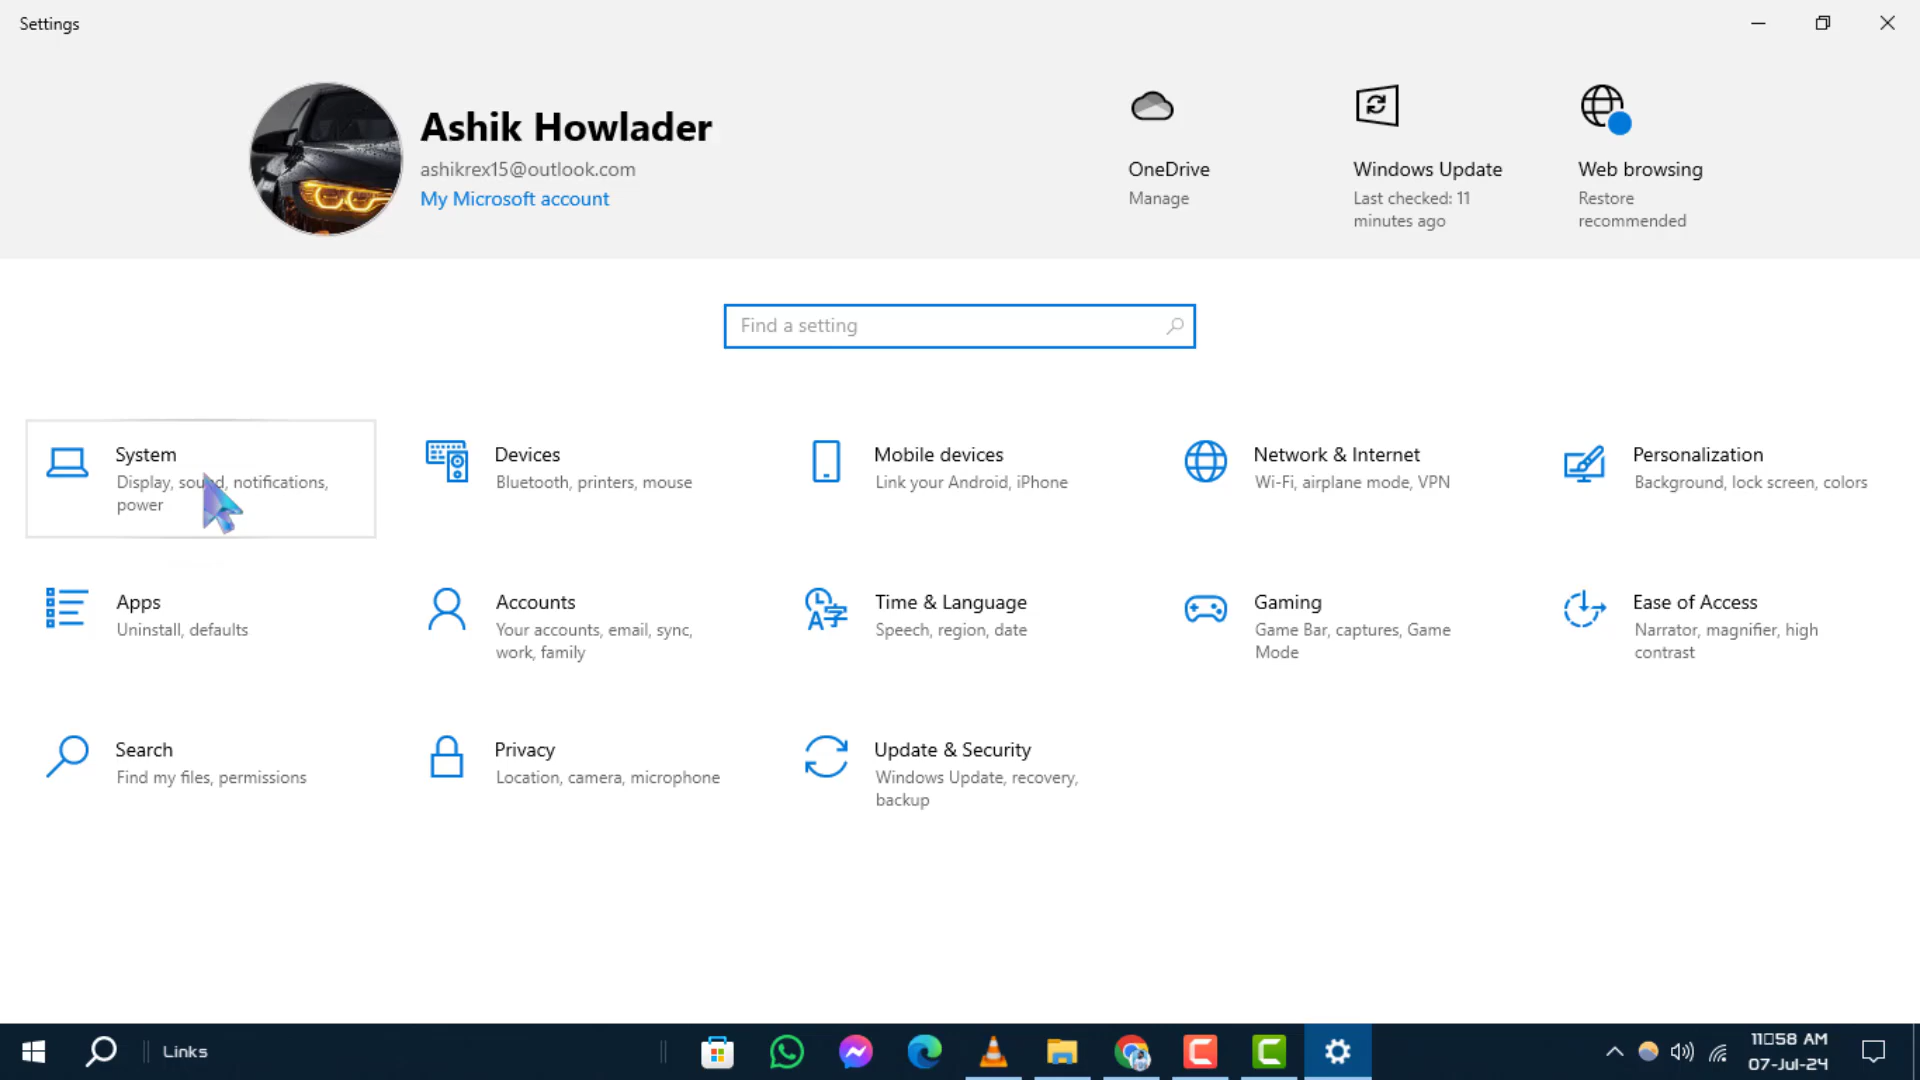 Settings
Ashik Howlader
ashikrex15@outlook.com
My Microsoft account
OneDrive
Manage
Windows Update
Last checked: 11
minutes ago
Web browsing
Restore
recommended
Find a setting
System
Display, sound, notifications,
power
Devices
Bluetooth, printers, mouse
Mobile devices
Link your Android, iPhone
Network & Internet
Wi-Fi, airplane mode, VPN
Personalization
Background, lock screen, colors
Apps
Uninstall, defaults
Accounts
Your accounts, email, sync,
work, family
Time & Language
Speech, region, date
Gaming
Game Bar, captures, Game
Mode
Ease of Access
Narrator, magnifier, high
contrast
Search
Find my files, permissions
Privacy
Location, camera, microphone
Update & Security
Windows Update, recovery,
backup
Links
11□58 AM
07-Jul-24